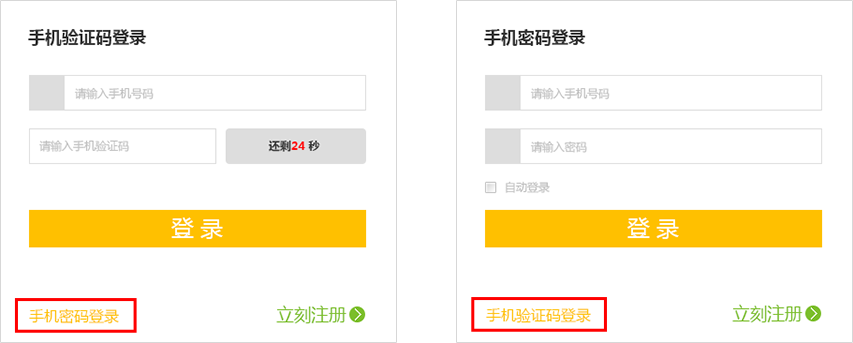 手机验证码登录
请输入手机号码
请输入手机验证码
还剩24 秒
登 录
手机密码登录
立刻注册
手机密码登录
请输入手机号码
请输入密码
自动登录
登 录
手机验证码登录
立刻注册